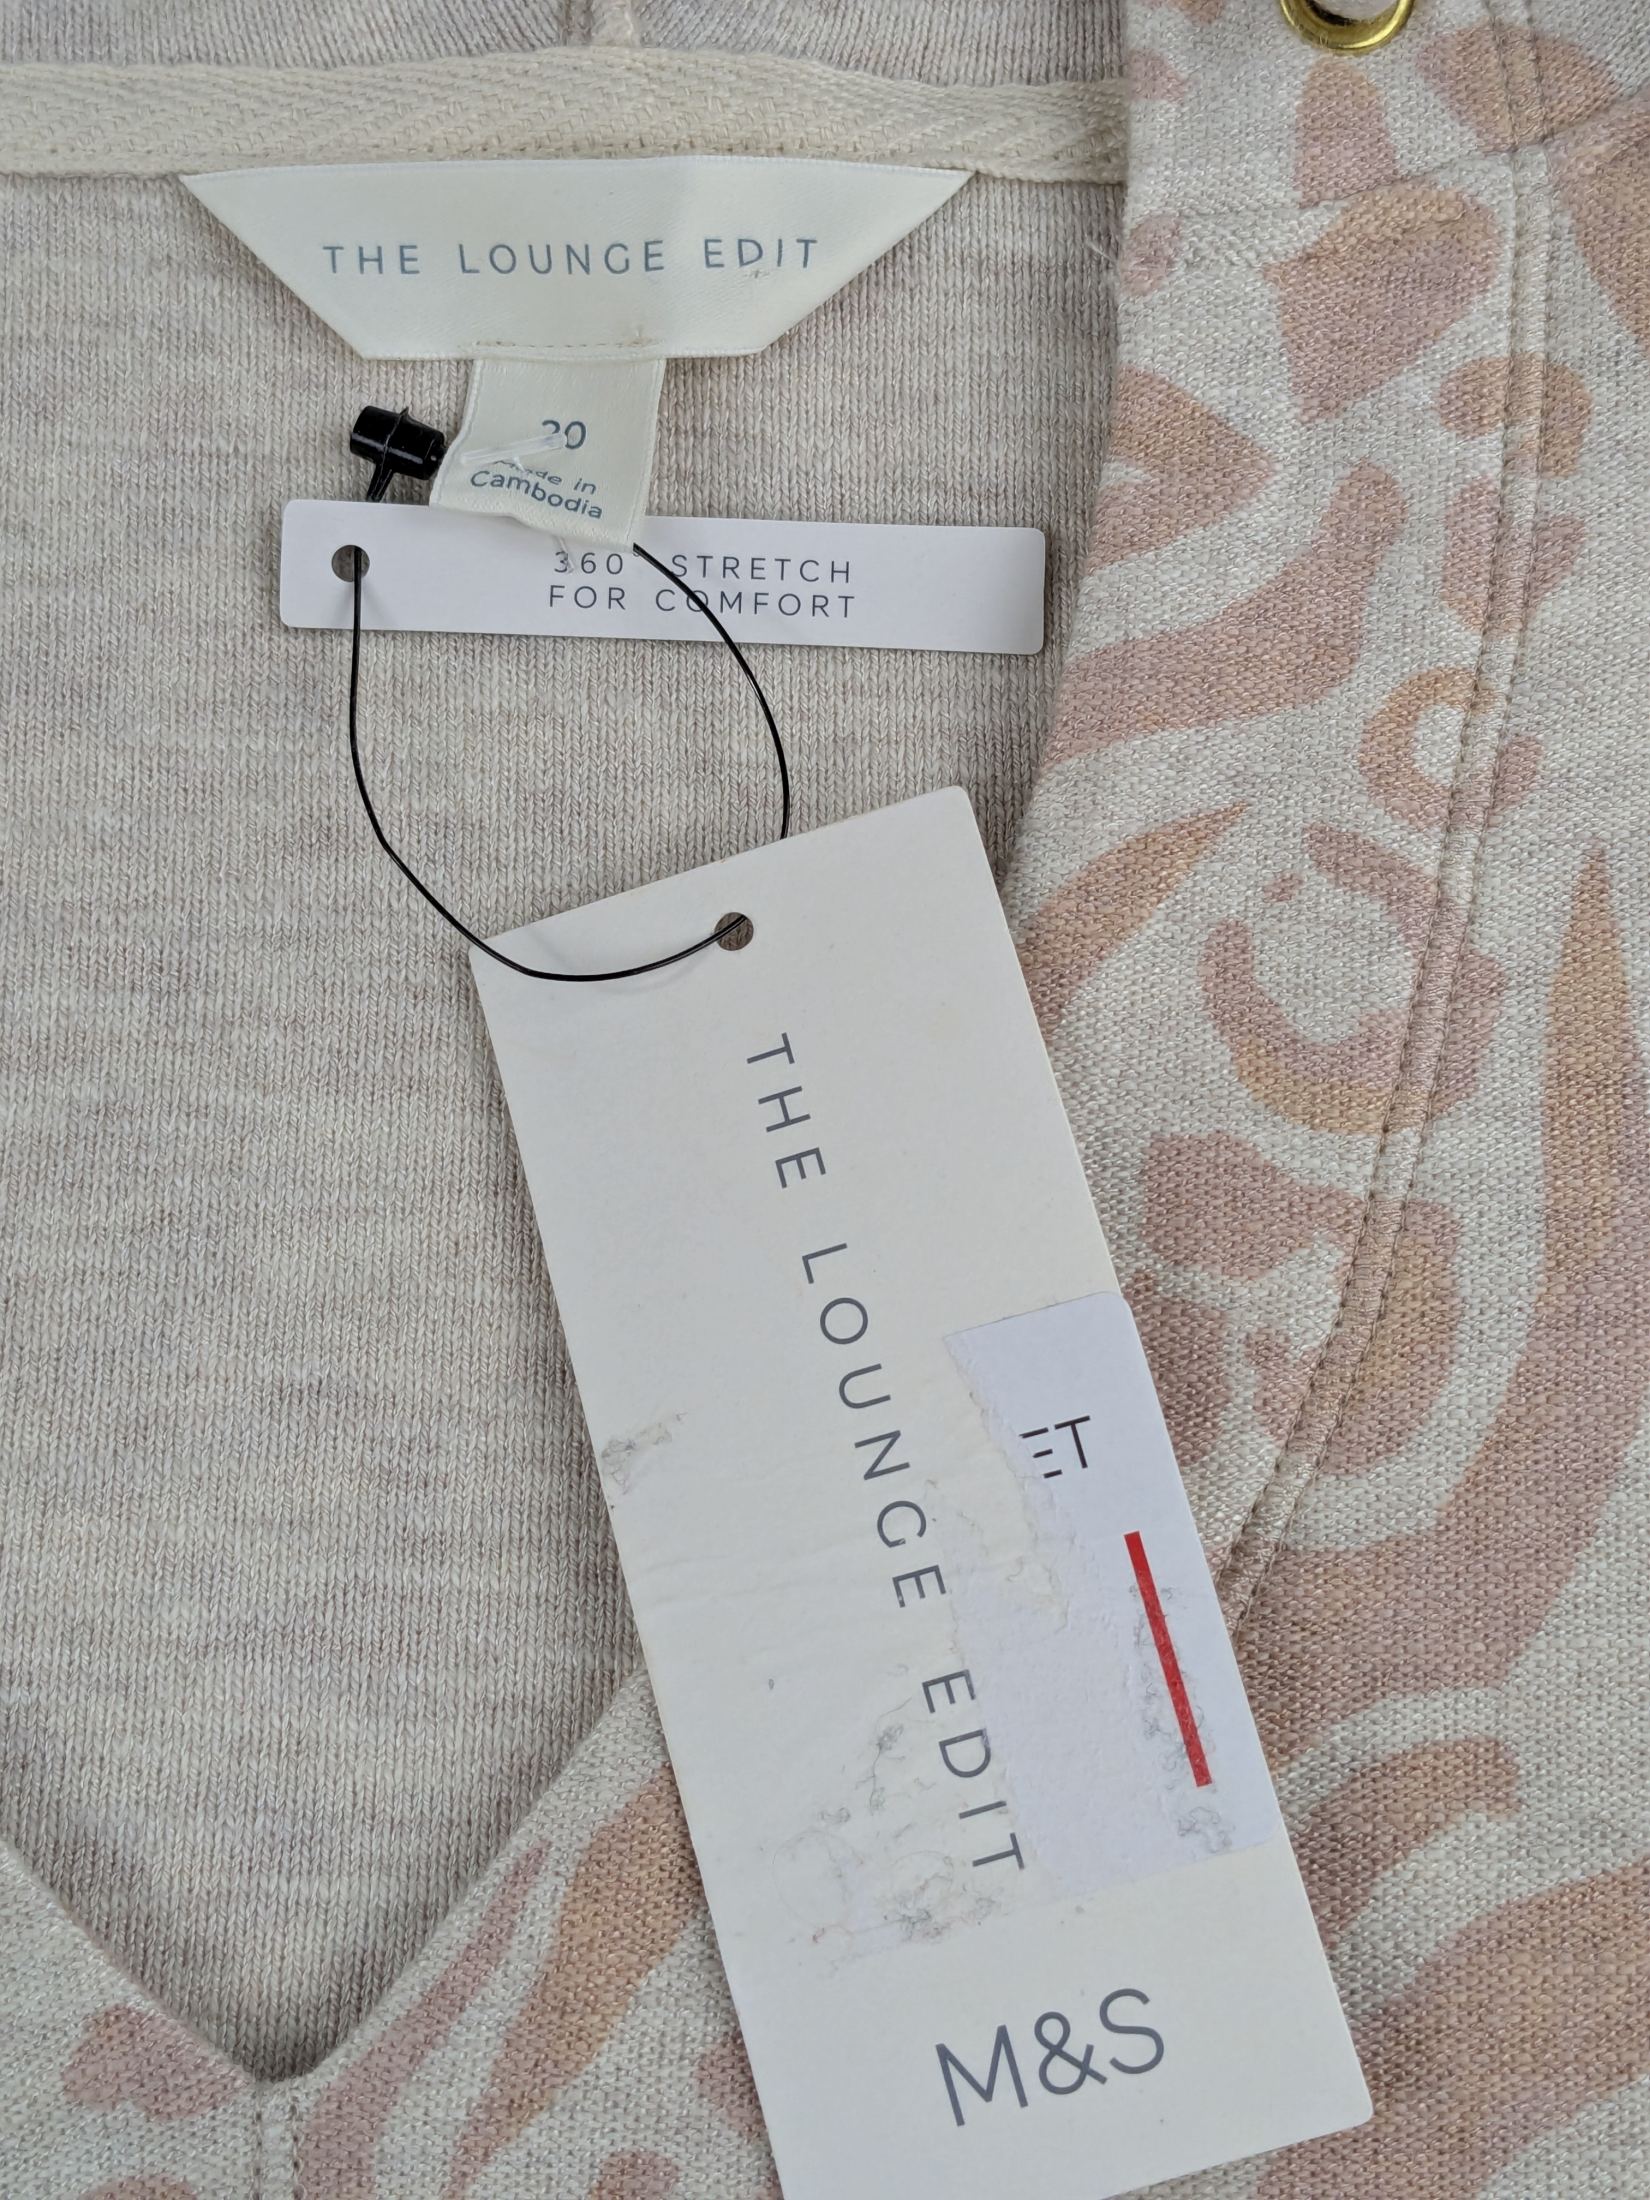 THE LOUNGE EDIT
20
Made in
Cambodia
360° STRETCH
FOR COMFORT
THE LOUNGE EDIT
ET
M&S